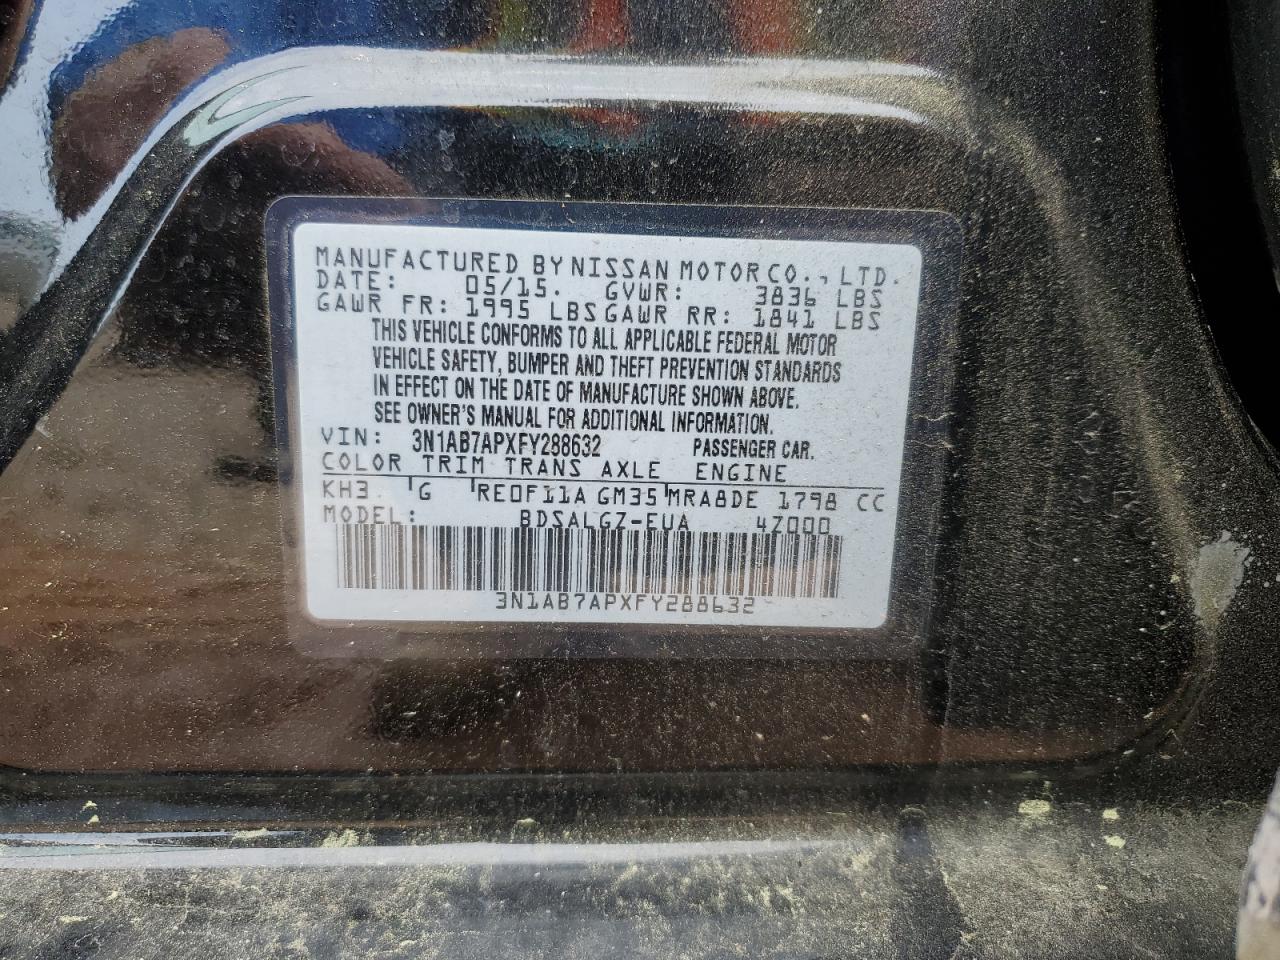 MANUFACTURED BY NISSAN MOTOR CO., LTD.
DATE: 05/15. GVWR: 3836 LBS
GAWR FR: 1995 LBS GAWR RR: 1841 LBS
THIS VEHICLE CONFORMS TO ALL APPLICABLE FEDERAL MOTOR
VEHICLE SAFETY, BUMPER AND THEFT PREVENTION STANDARDS
IN EFFECT ON THE DATE OF MANUFACTURE SHOWN ABOVE.
SEE OWNER'S MANUAL FOR ADDITIONAL INFORMATION.
VIN: 3N1AB7APXFY288632 PASSENGER CAR.
COLOR TRIM TRANS AXLE ENGINE
KH3 G RE0F11A GM35 MRA8DE 1798 CC
MODEL: BDSALGZ-EUA 4Z000
3N1AB7APXFY288632